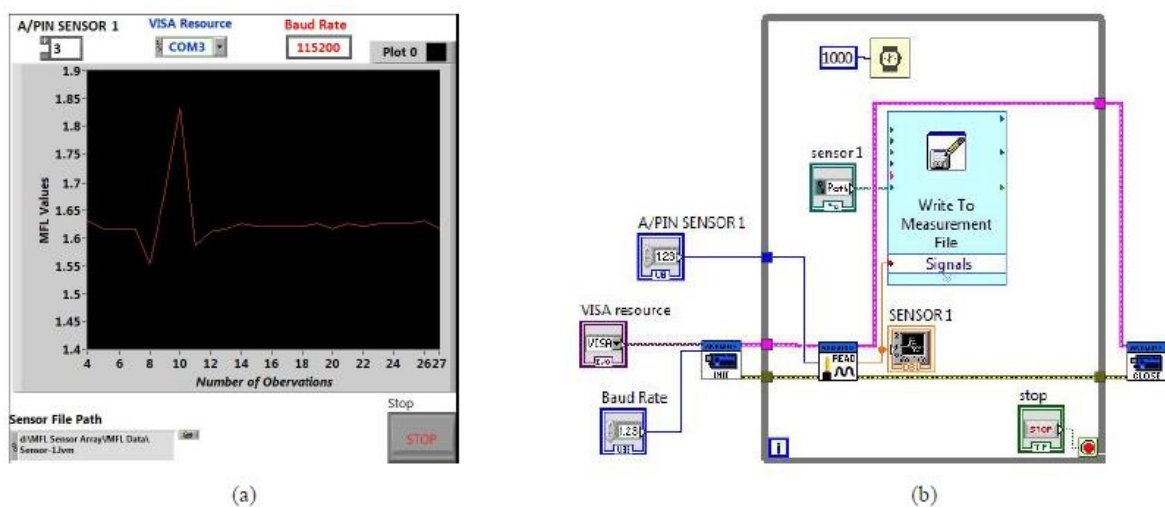 A/PIN SENSOR 1
VISA Resource
Baud Rate
3
COM3
115200
Plot 0
1.9
1.85
1.8
1.75
1.7
1.65
1.6
1.55
1.5
1.45
1.4
MFL Values
4 6 8 10 12 14 16 18 20 22 24 2627
Number of Obervations
Sensor File Path
d:\MFL Sensor Array\MFL Data\
Sensor-1.lvm
Stop
STOP
(a)
1000
sensor 1
Path
Write To
Measurement
File
Signals
A/PIN SENSOR 1
123
VISA resource
VISA
I/O
INIT
READ
SENSOR 1
DBL
CLOSE
Baud Rate
123
stop
STOP
TF
i
(b)